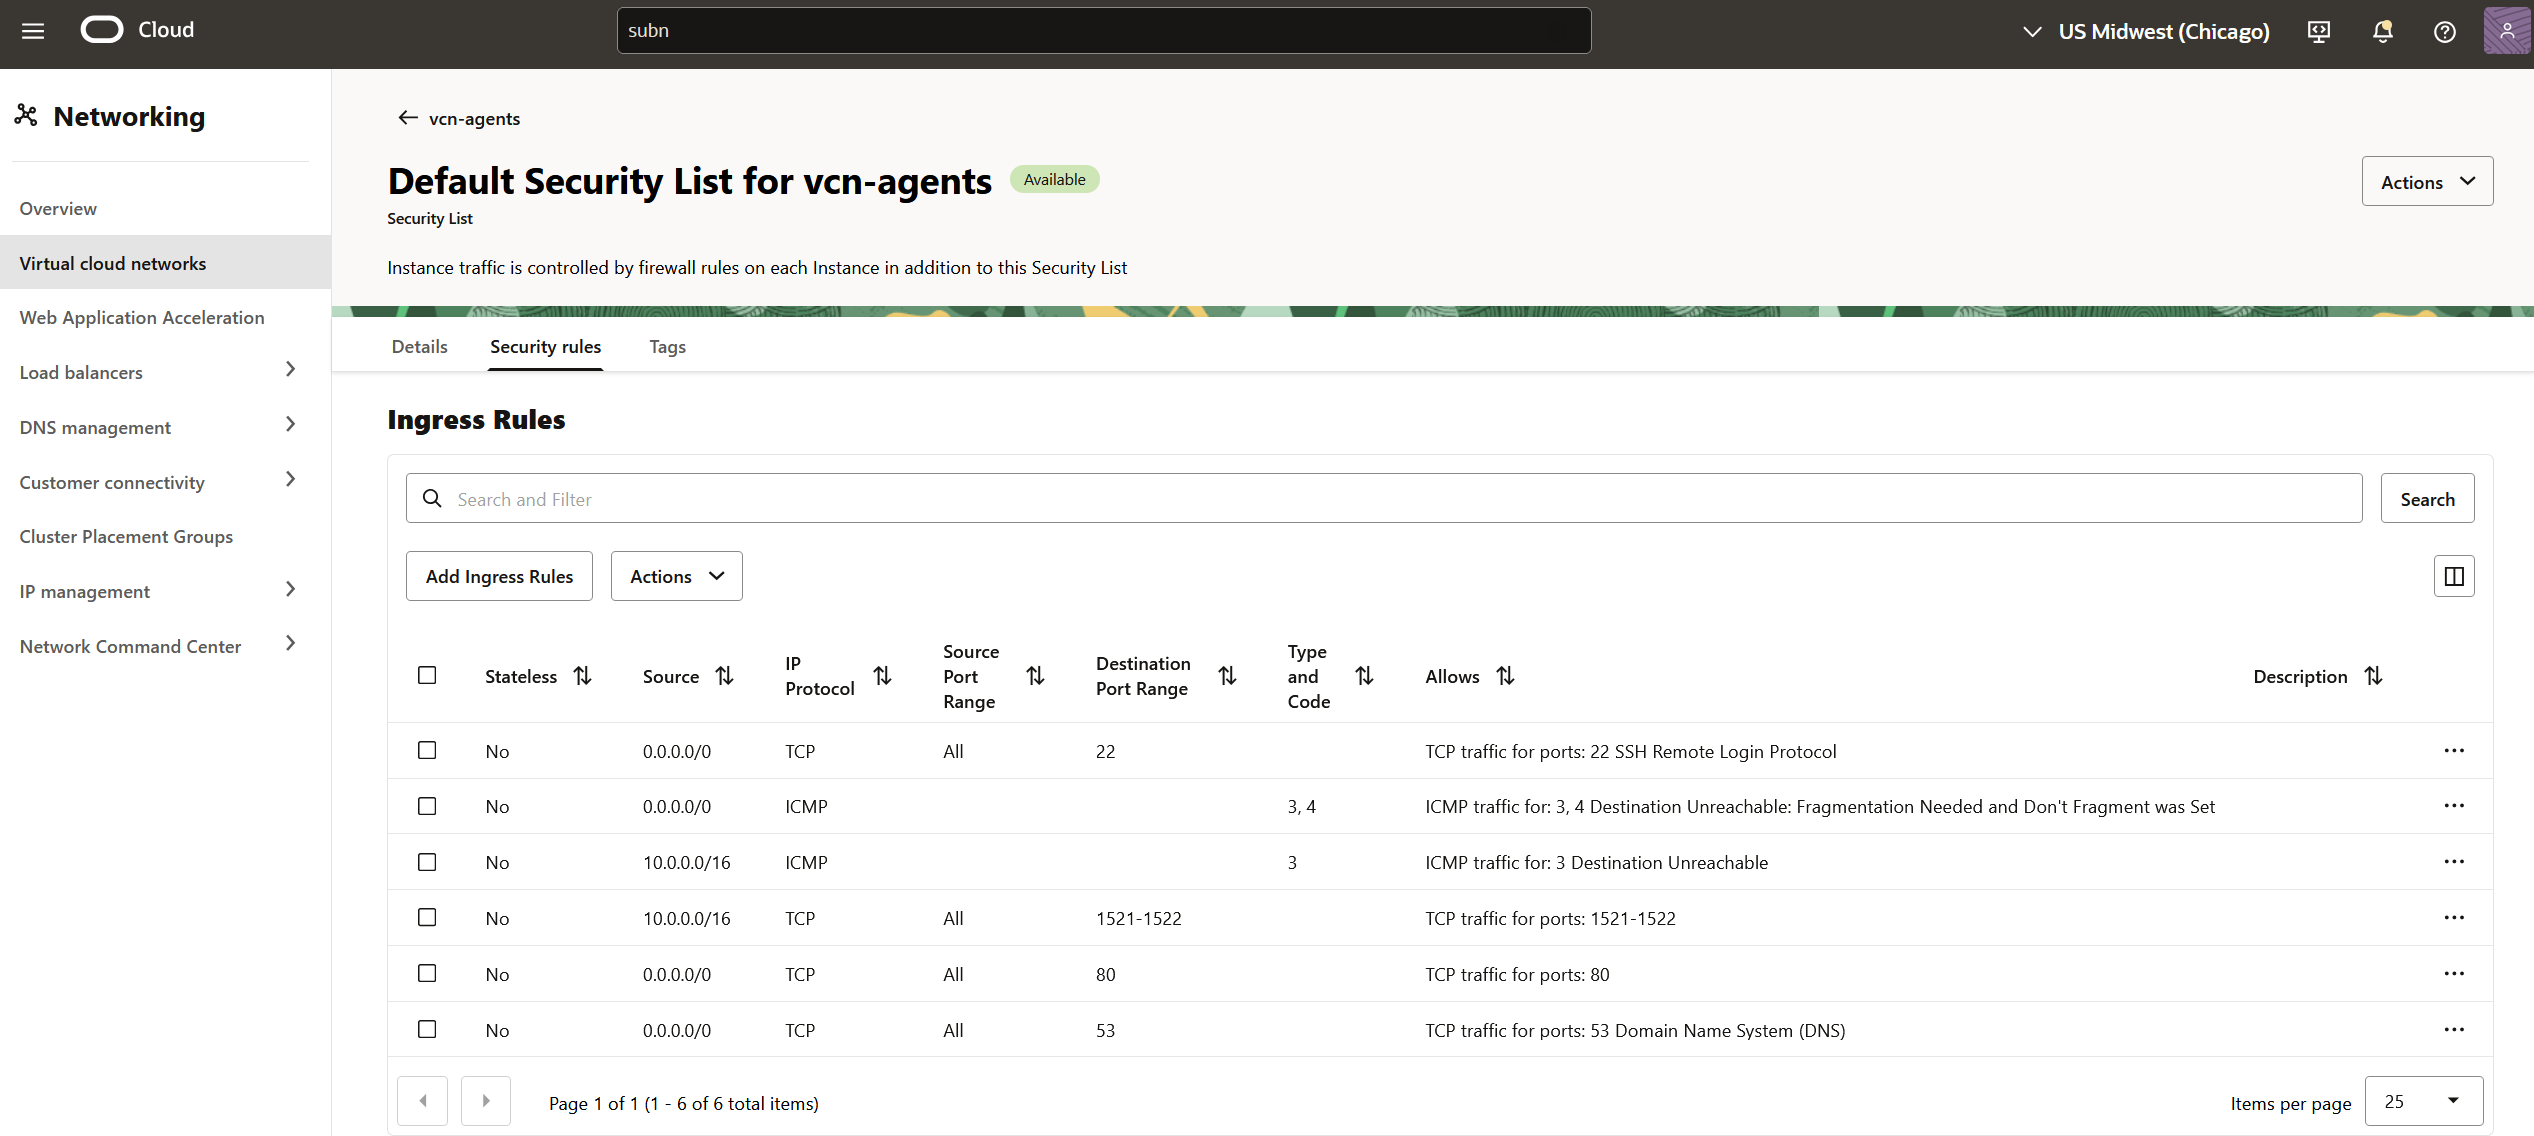 Cloud
subn
US Midwest (Chicago)
Networking
Overview
Virtual cloud networks
Web Application Acceleration
Load balancers
DNS management
Customer connectivity
Cluster Placement Groups
IP management
Network Command Center
vcn-agents
Default Security List for vcn-agents Available
Security List
Actions
Instance traffic is controlled by firewall rules on each Instance in addition to this Security List
Details Security rules Tags
Ingress Rules
Search and Filter Search
Add Ingress Rules Actions
Stateless Source IP Protocol Source Port Range Destination Port Range Type and Code Allows Description
No 0.0.0.0/0 TCP All 22 TCP traffic for ports: 22 SSH Remote Login Protocol
No 0.0.0.0/0 ICMP 3, 4 ICMP traffic for: 3, 4 Destination Unreachable: Fragmentation Needed and Don't Fragment was Set
No 10.0.0.0/16 ICMP 3 ICMP traffic for: 3 Destination Unreachable
No 10.0.0.0/16 TCP All 1521-1522 TCP traffic for ports: 1521-1522
No 0.0.0.0/0 TCP All 80 TCP traffic for ports: 80
No 0.0.0.0/0 TCP All 53 TCP traffic for ports: 53 Domain Name System (DNS)
Page 1 of 1 (1 - 6 of 6 total items)
Items per page 25